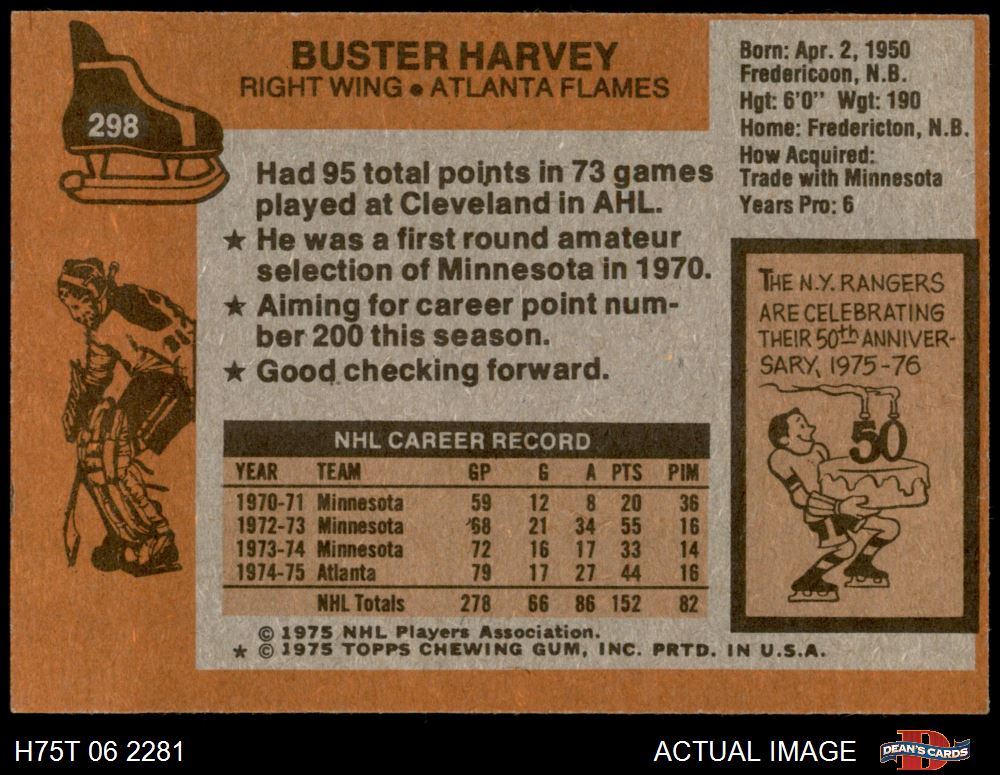 298
BUSTER HARVEY
RIGHT WING • ATLANTA FLAMES
Born: Apr. 2, 1950
Fredericoon, N.B.
Hgt: 6'0" Wgt: 190
Home: Fredericton, N.B.
How Acquired:
Trade with Minnesota
Years Pro: 6
Had 95 total points in 73 games
played at Cleveland in AHL.
★ He was a first round amateur
selection of Minnesota in 1970.
★ Aiming for career point num-
ber 200 this season.
★ Good checking forward.
THE N.Y. RANGERS
ARE CELEBRATING
THEIR 50th ANNIVER-
SARY, 1975-76
50
NHL CAREER RECORD
YEAR TEAM GP G A PTS PIM
1970-71 Minnesota 59 12 8 20 36
1972-73 Minnesota 68 21 34 55 16
1973-74 Minnesota 72 16 17 33 14
1974-75 Atlanta 79 17 27 44 16
NHL Totals 278 66 86 152 82
© 1975 NHL Players Association.
★ © 1975 TOPPS CHEWING GUM, INC. PRTD. IN U.S.A.
H75T 06 2281
ACTUAL IMAGE
D
DEAN'S CARDS